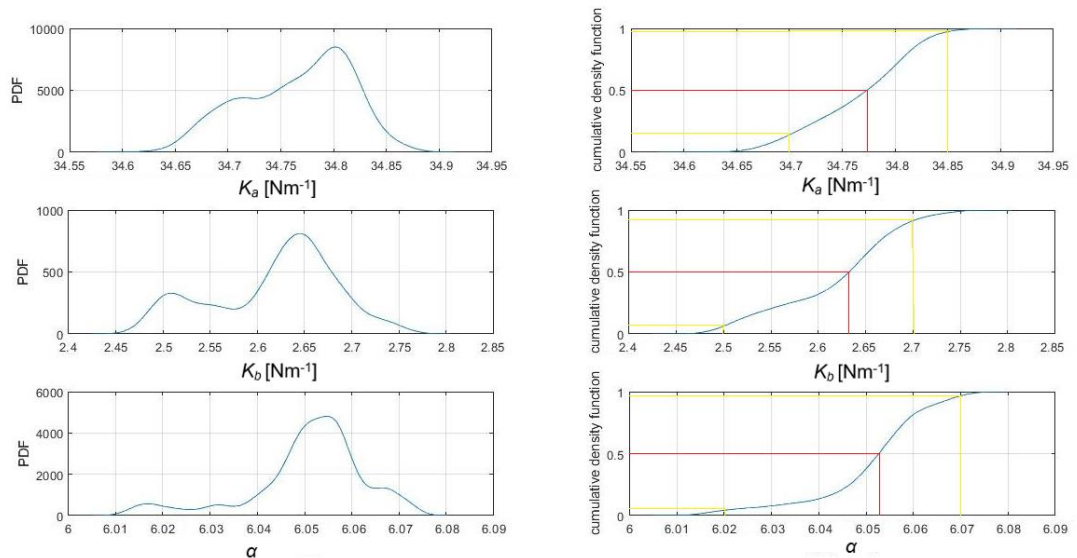 10000
5000
0
PDF
34.55 34.6 34.65 34.7 34.75 34.8 34.85 34.9 34.95
Kₐ [Nm⁻¹]
1
0.5
0
cumulative density function
34.55 34.6 34.65 34.7 34.75 34.8 34.85 34.9 34.95
Kₐ [Nm⁻¹]
1000
500
0
PDF
2.4 2.45 2.5 2.55 2.6 2.65 2.7 2.75 2.8 2.85
K_b [Nm⁻¹]
1
0.5
0
cumulative density function
2.4 2.45 2.5 2.55 2.6 2.65 2.7 2.75 2.8 2.85
K_b [Nm⁻¹]
6000
4000
2000
0
PDF
6 6.01 6.02 6.03 6.04 6.05 6.06 6.07 6.08 6.09
α
1
0.5
0
cumulative density function
6 6.01 6.02 6.03 6.04 6.05 6.06 6.07 6.08 6.09
α